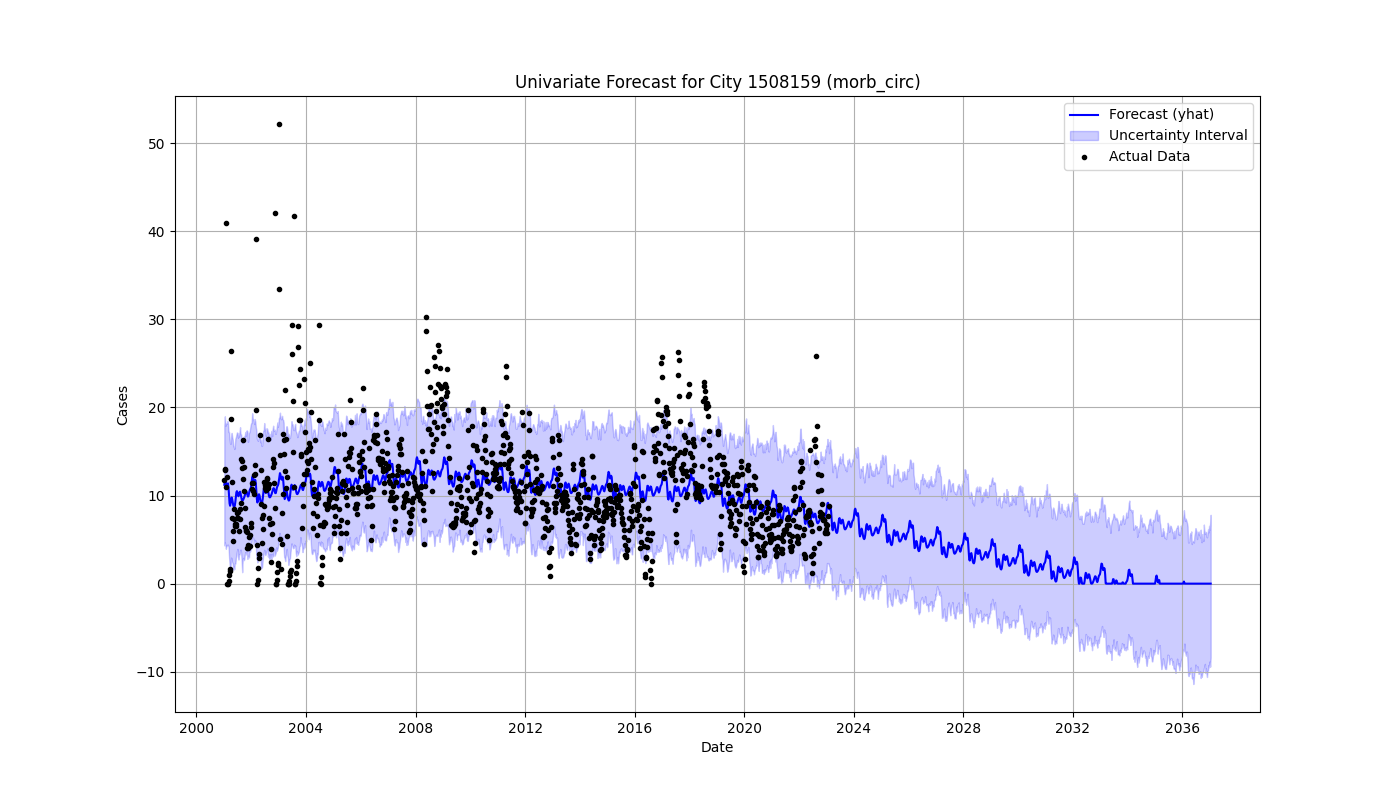 Univariate Forecast for City 1508159 (morb_circ)
Forecast (yhat)
Uncertainty Interval
Actual Data
Cases
50
40
30
20
10
0
−10
2000 2004 2008 2012 2016 2020 2024 2028 2032 2036
Date